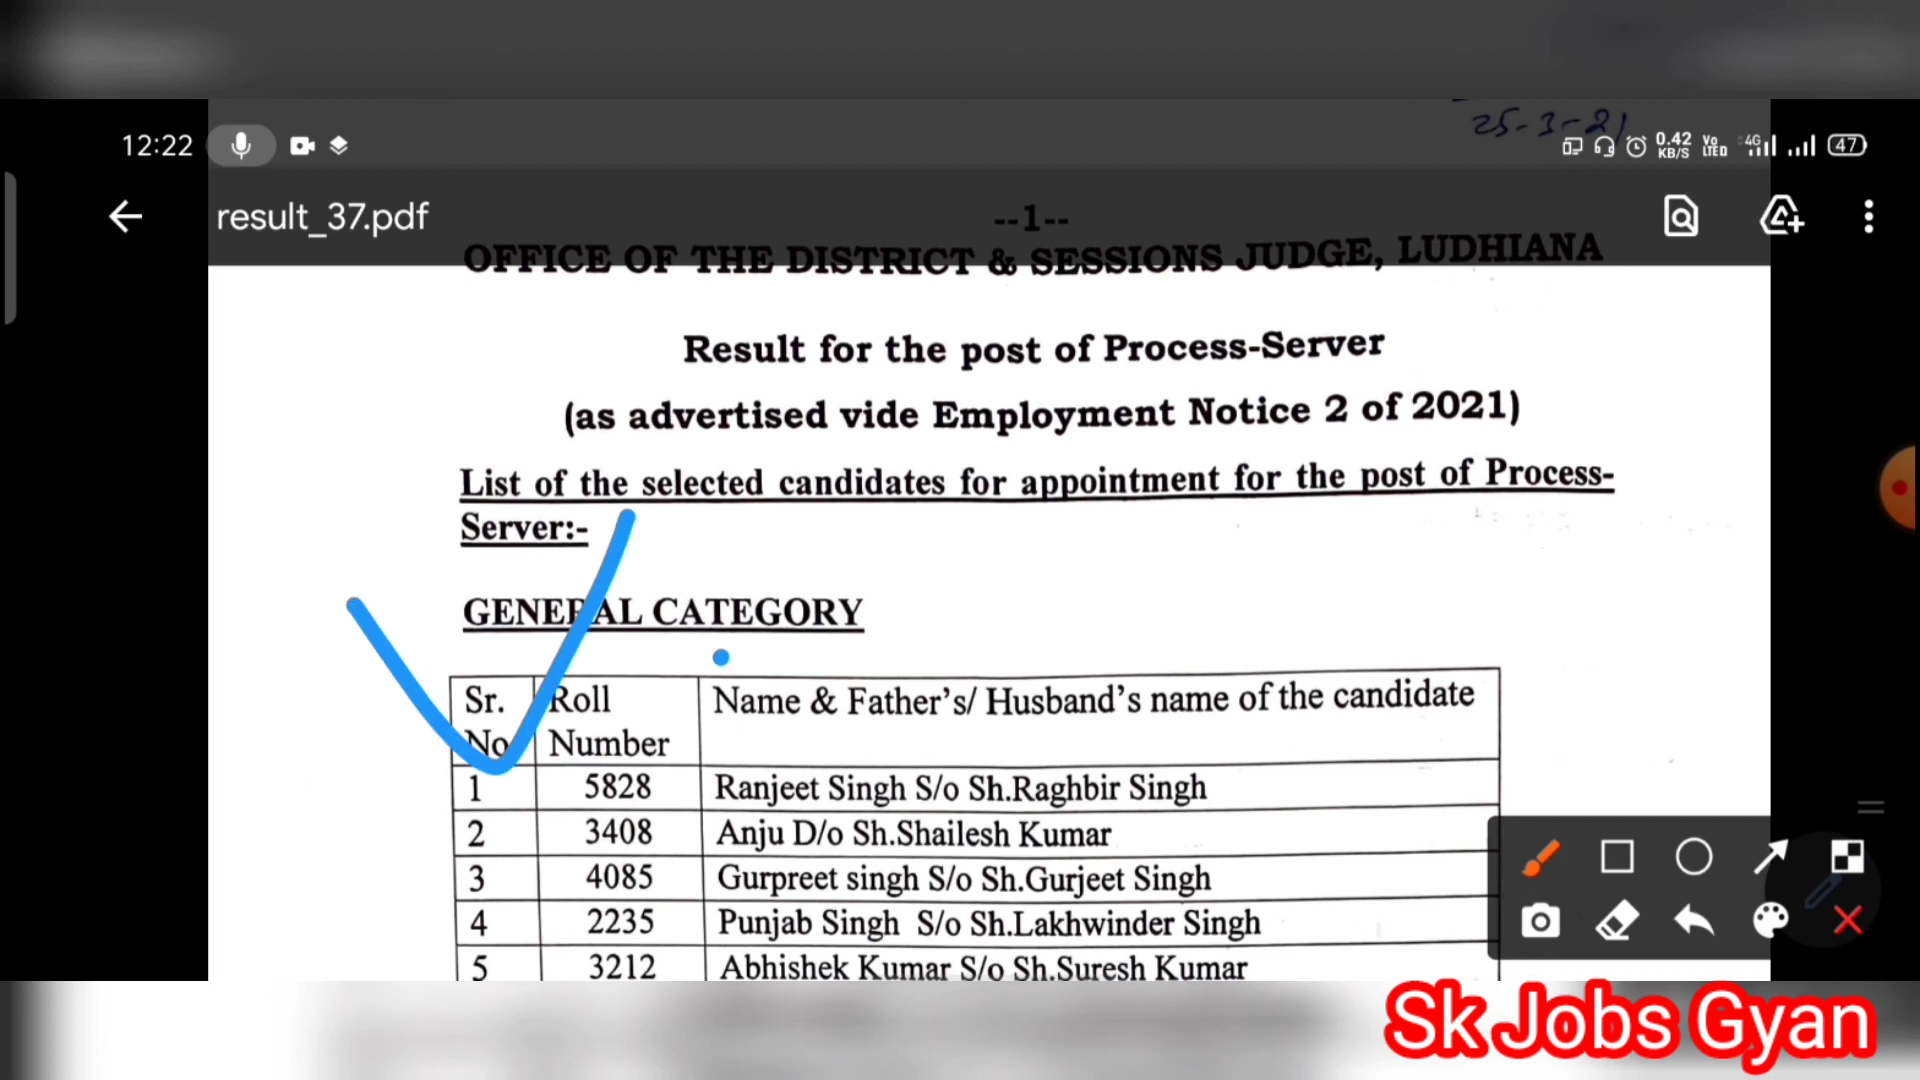 25-3-21
12:22
0.42 KB/S
Vo LTED
4G
47
result_37.pdf
--1--
OFFICE OF THE DISTRICT & SESSIONS JUDGE, LUDHIANA
Result for the post of Process-Server
(as advertised vide Employment Notice 2 of 2021)
List of the selected candidates for appointment for the post of Process-
Server:-
GENERAL CATEGORY
Sr. No Roll Number Name & Father's/ Husband's name of the candidate
1 5828 Ranjeet Singh S/o Sh.Raghbir Singh
2 3408 Anju D/o Sh.Shailesh Kumar
3 4085 Gurpreet singh S/o Sh.Gurjeet Singh
4 2235 Punjab Singh S/o Sh.Lakhwinder Singh
5 3212 Abhishek Kumar S/o Sh.Suresh Kumar
Sk Jobs Gyan